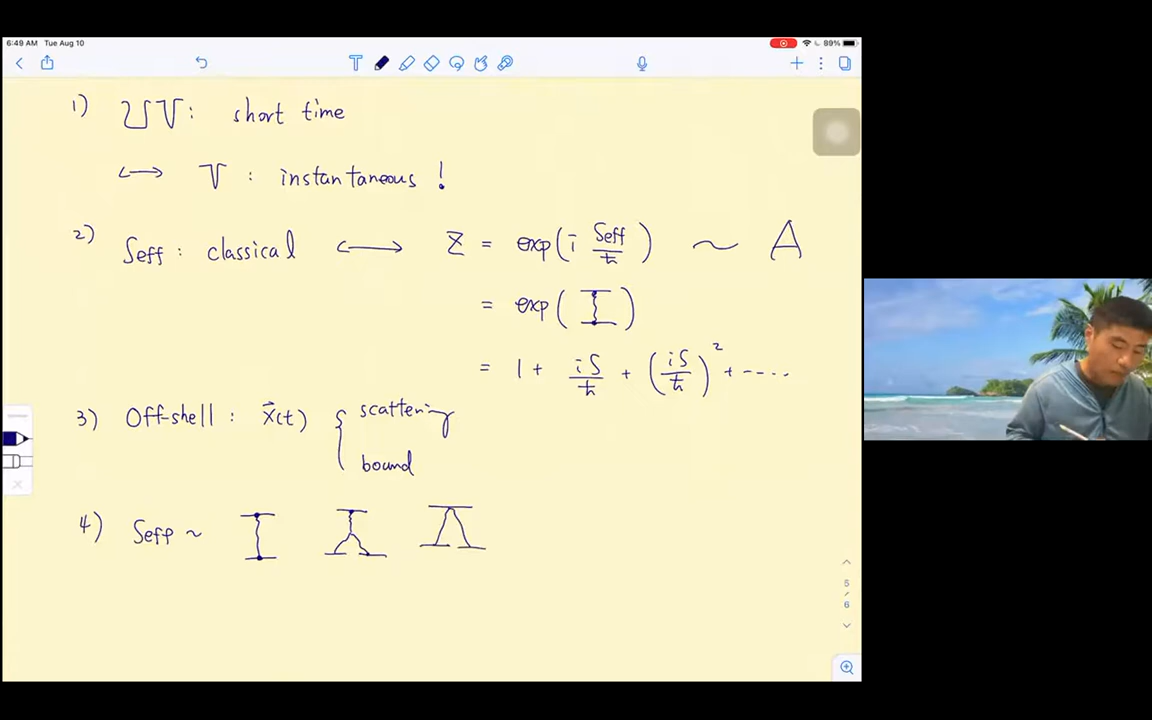 6:49 AM Tue Aug 10
89%
1) UV : short time
⟷ V : instantaneous !
2) Seff : classical ⟷ Z = exp(i Seff/ħ) ~ A
= exp( )
= 1 + iS/ħ + (iS/ħ)² + ----..
3) Off-shell : x⃗(t) { scattering
bound
4) Seff ~
5/6